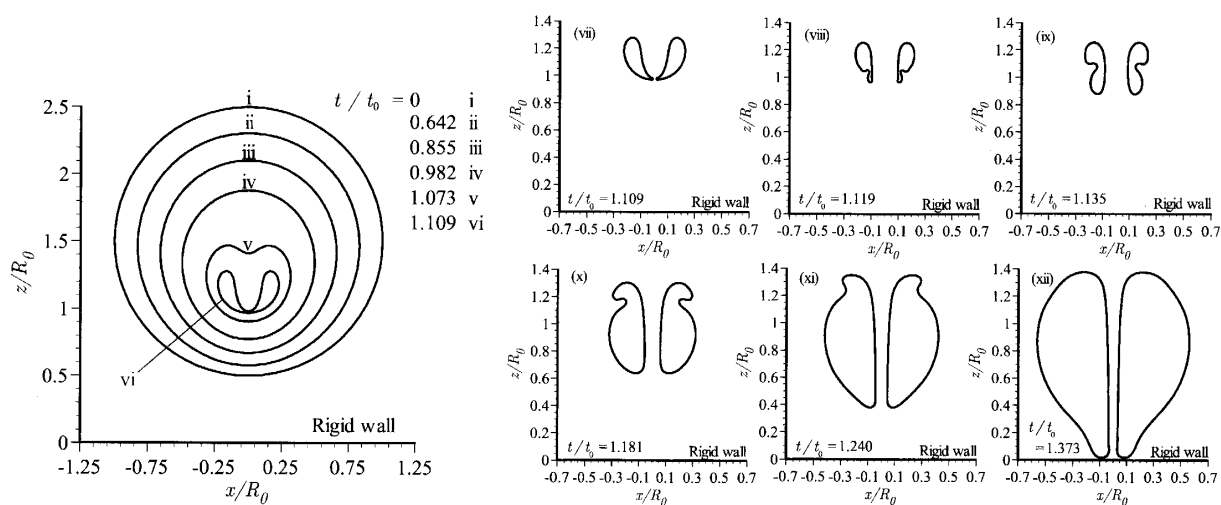 2.5
2
1.5
1
0.5
0
z/R₀
-1.25 -0.75 -0.25 0.25 0.75 1.25
x/R₀
i
ii
iii
iv
v
vi
Rigid wall
t / t₀ = 0 i
0.642 ii
0.855 iii
0.982 iv
1.073 v
1.109 vi
(vii)
1.4
1.2
1
0.8
0.6
0.4
0.2
0
z/R₀
t/t₀=1.109 Rigid wall
-0.7 -0.5 -0.3 -0.1 0.1 0.3 0.5 0.7
x/R₀
(viii)
1.4
1.2
1
0.8
0.6
0.4
0.2
0
z/R₀
t/t₀=1.119 Rigid wall
-0.7 -0.5 -0.3 -0.1 0.1 0.3 0.5 0.7
x/R₀
(ix)
1.4
1.2
1
0.8
0.6
0.4
0.2
0
z/R₀
t/t₀=1.135 Rigid wall
-0.7 -0.5 -0.3 -0.1 0.1 0.3 0.5 0.7
x/R₀
(x)
1.4
1.2
1
0.8
0.6
0.4
0.2
0
z/R₀
t/t₀=1.181 Rigid wall
-0.7 -0.5 -0.3 -0.1 0.1 0.3 0.5 0.7
x/R₀
(xi)
1.4
1.2
1
0.8
0.6
0.4
0.2
0
z/R₀
t/t₀=1.240 Rigid wall
-0.7 -0.5 -0.3 -0.1 0.1 0.3 0.5 0.7
x/R₀
(xii)
1.4
1.2
1
0.8
0.6
0.4
0.2
0
z/R₀
t/t₀
=1.373 Rigid wall
-0.7 -0.5 -0.3 -0.1 0.1 0.3 0.5 0.7
x/R₀